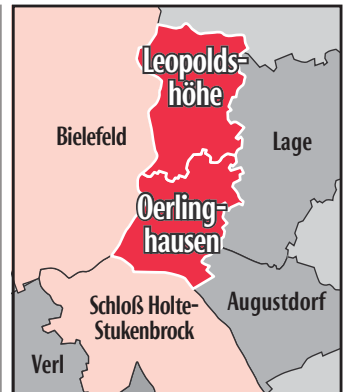 Leopolds-
höhe
Bielefeld
Lage
Oerling-
hausen
Schloß Holte-
Stukenbrock
Augustdorf
Verl